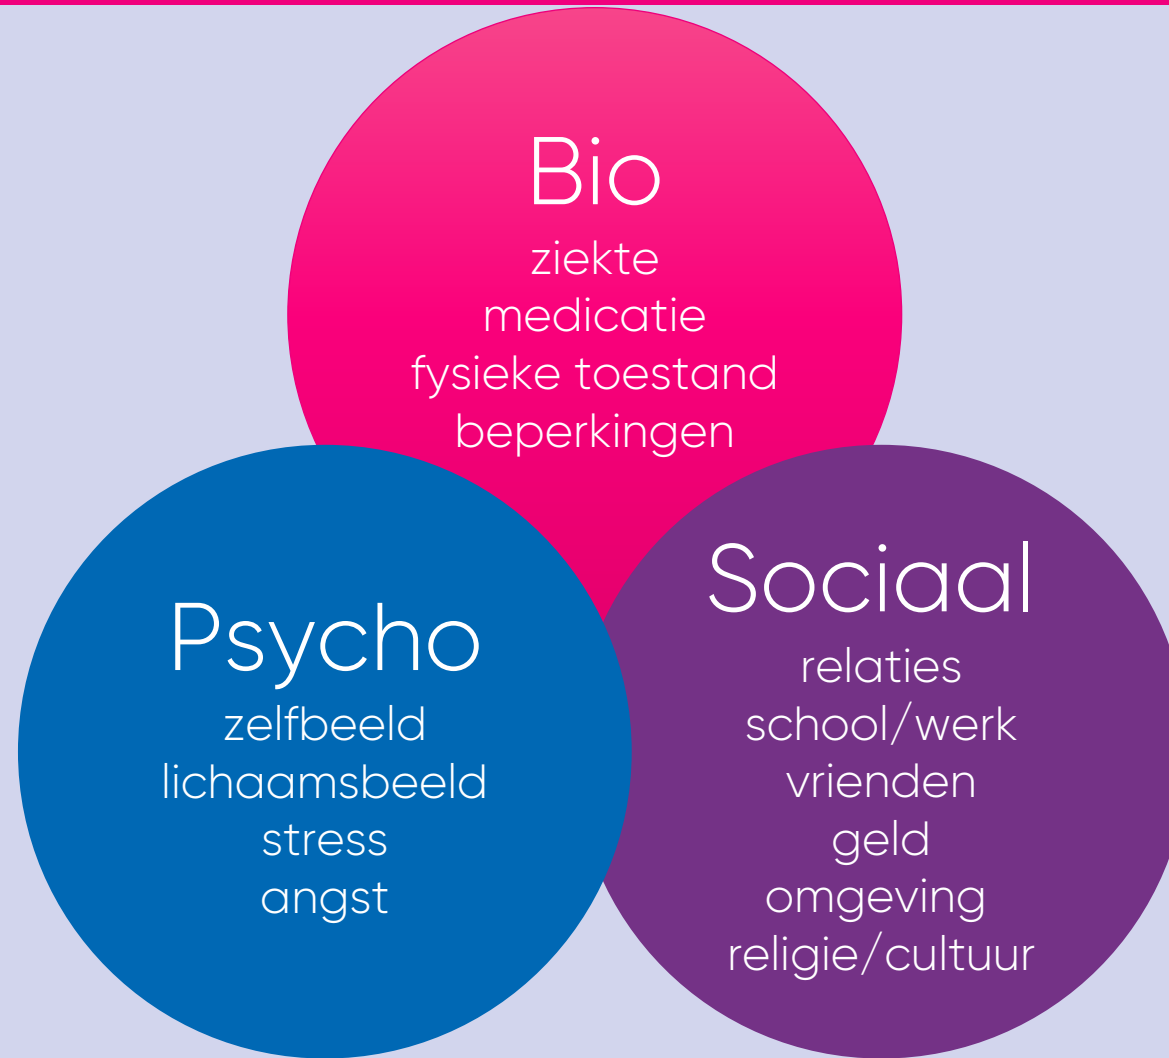 Bio
ziekte
medicatie
fysieke toestand
beperkingen
Psycho
zelfbeeld
lichaamsbeeld
stress
angst
Sociaal
relaties
school/werk
vrienden
geld
omgeving
religie/cultuur